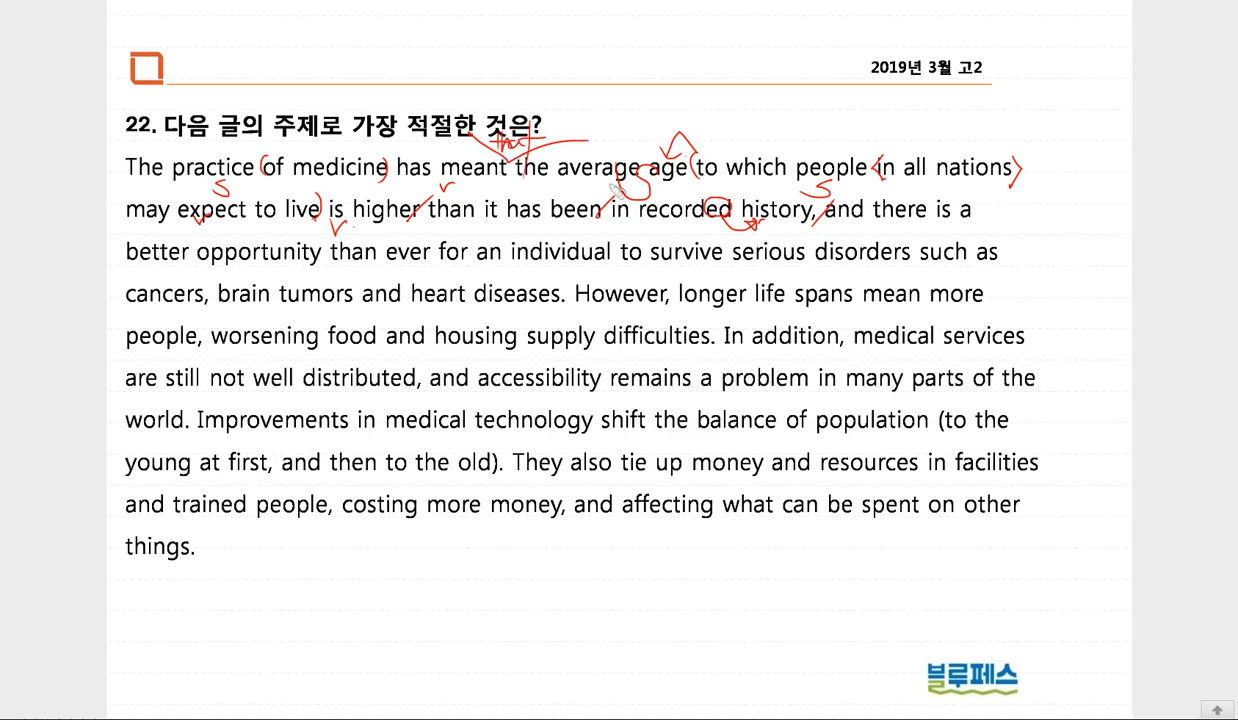 2019년 3월 고2
22. 다음 글의 주제로 가장 적절한 것은?
that
The practice (of medicine) has meant the average age (to which people <in all nations>
S
V
S
S
may expect to live) is higher than it has been in recorded history, and there is a
V
V
better opportunity than ever for an individual to survive serious disorders such as
cancers, brain tumors and heart diseases. However, longer life spans mean more
people, worsening food and housing supply difficulties. In addition, medical services
are still not well distributed, and accessibility remains a problem in many parts of the
world. Improvements in medical technology shift the balance of population (to the
young at first, and then to the old). They also tie up money and resources in facilities
and trained people, costing more money, and affecting what can be spent on other
things.
블루페스